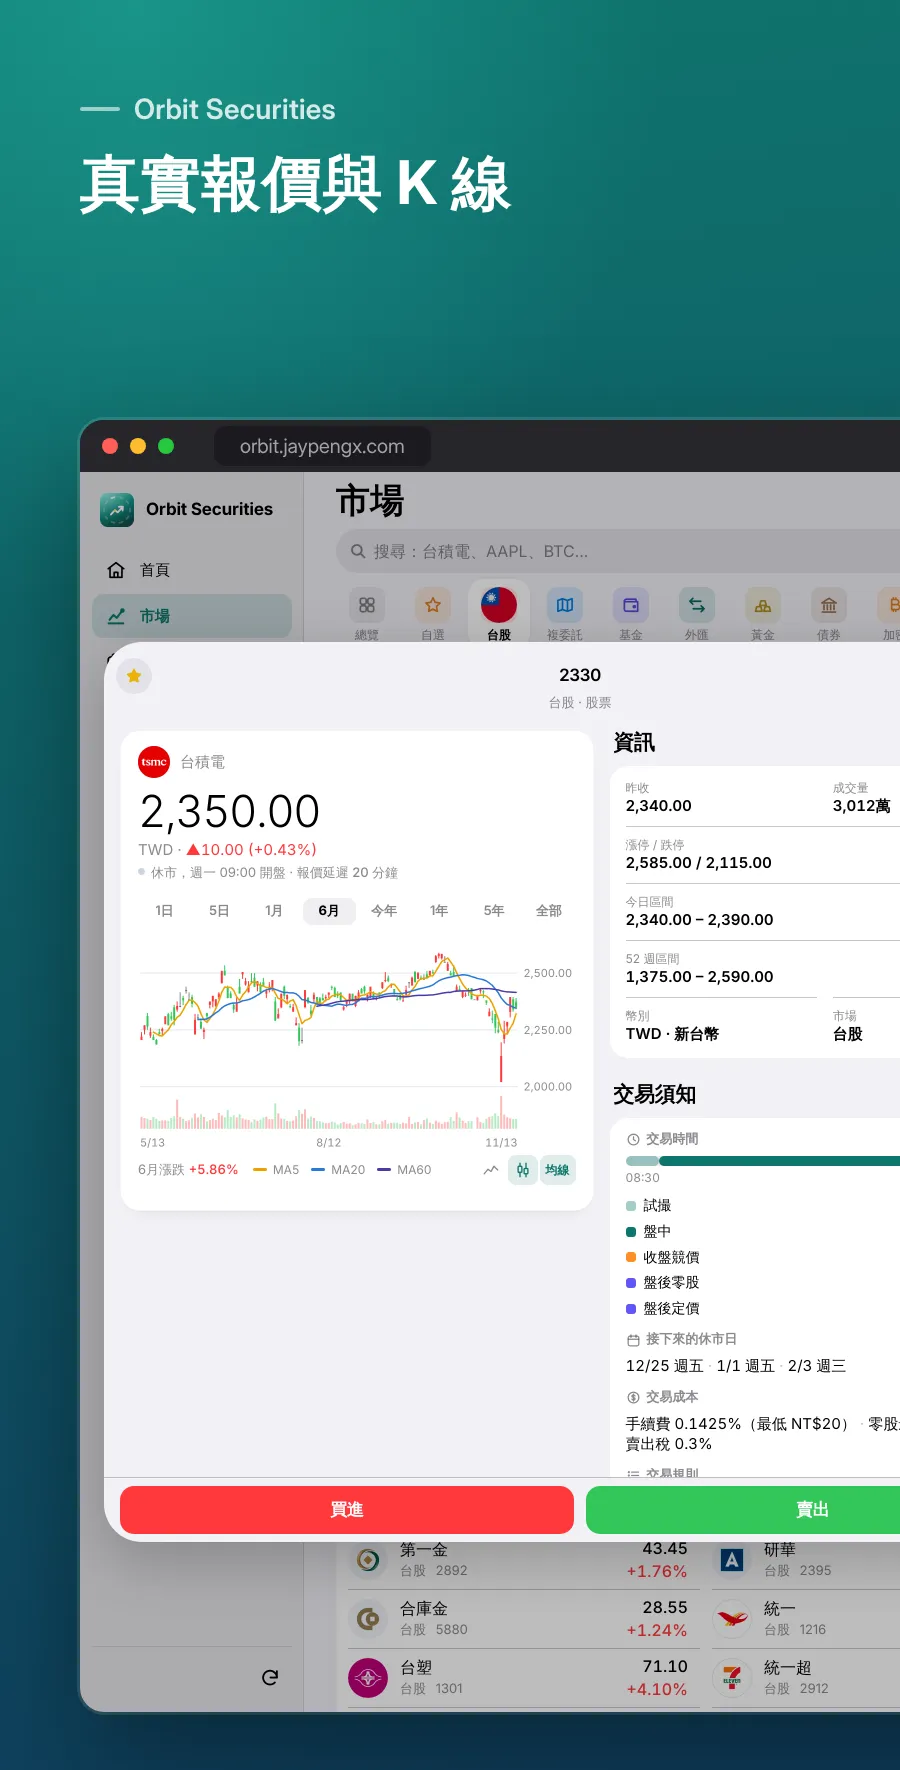 Orbit Securities
真實報價與 K 線
orbit.jaypengx.com
Orbit Securities
首頁
市場
市場
搜尋：台積電、AAPL、BTC...
總覽 自選 台股 複委託 基金 外匯 黃金 債券
2330
台股 · 股票
tsmc 台積電
2,350.00
TWD · ▲10.00 (+0.43%)
休市，週一 09:00 開盤 · 報價延遲 20 分鐘
1日 5日 1月 6月 今年 1年 5年 全部
2,500.00
2,250.00
2,000.00
5/13 8/12 11/13
6月漲跌 +5.86% MA5 MA20 MA60 均線
資訊
昨收 成交量
2,340.00 3,012萬
漲停 / 跌停
2,585.00 / 2,115.00
今日區間
2,340.00 – 2,390.00
52 週區間
1,375.00 – 2,590.00
幣別 市場
TWD · 新台幣 台股
交易須知
交易時間
08:30
試撮
盤中
收盤競價
盤後零股
盤後定價
接下來的休市日
12/25 週五 · 1/1 週五 · 2/3 週三
交易成本
手續費 0.1425%（最低 NT$20） · 零股
賣出稅 0.3%
交易規則
買進 賣出
第一金 43.45 研華
台股 2892 +1.76% 台股 2395
合庫金 28.55 統一
台股 5880 +1.24% 台股 1216
台塑 71.10 統一超
台股 1301 +4.10% 台股 2912